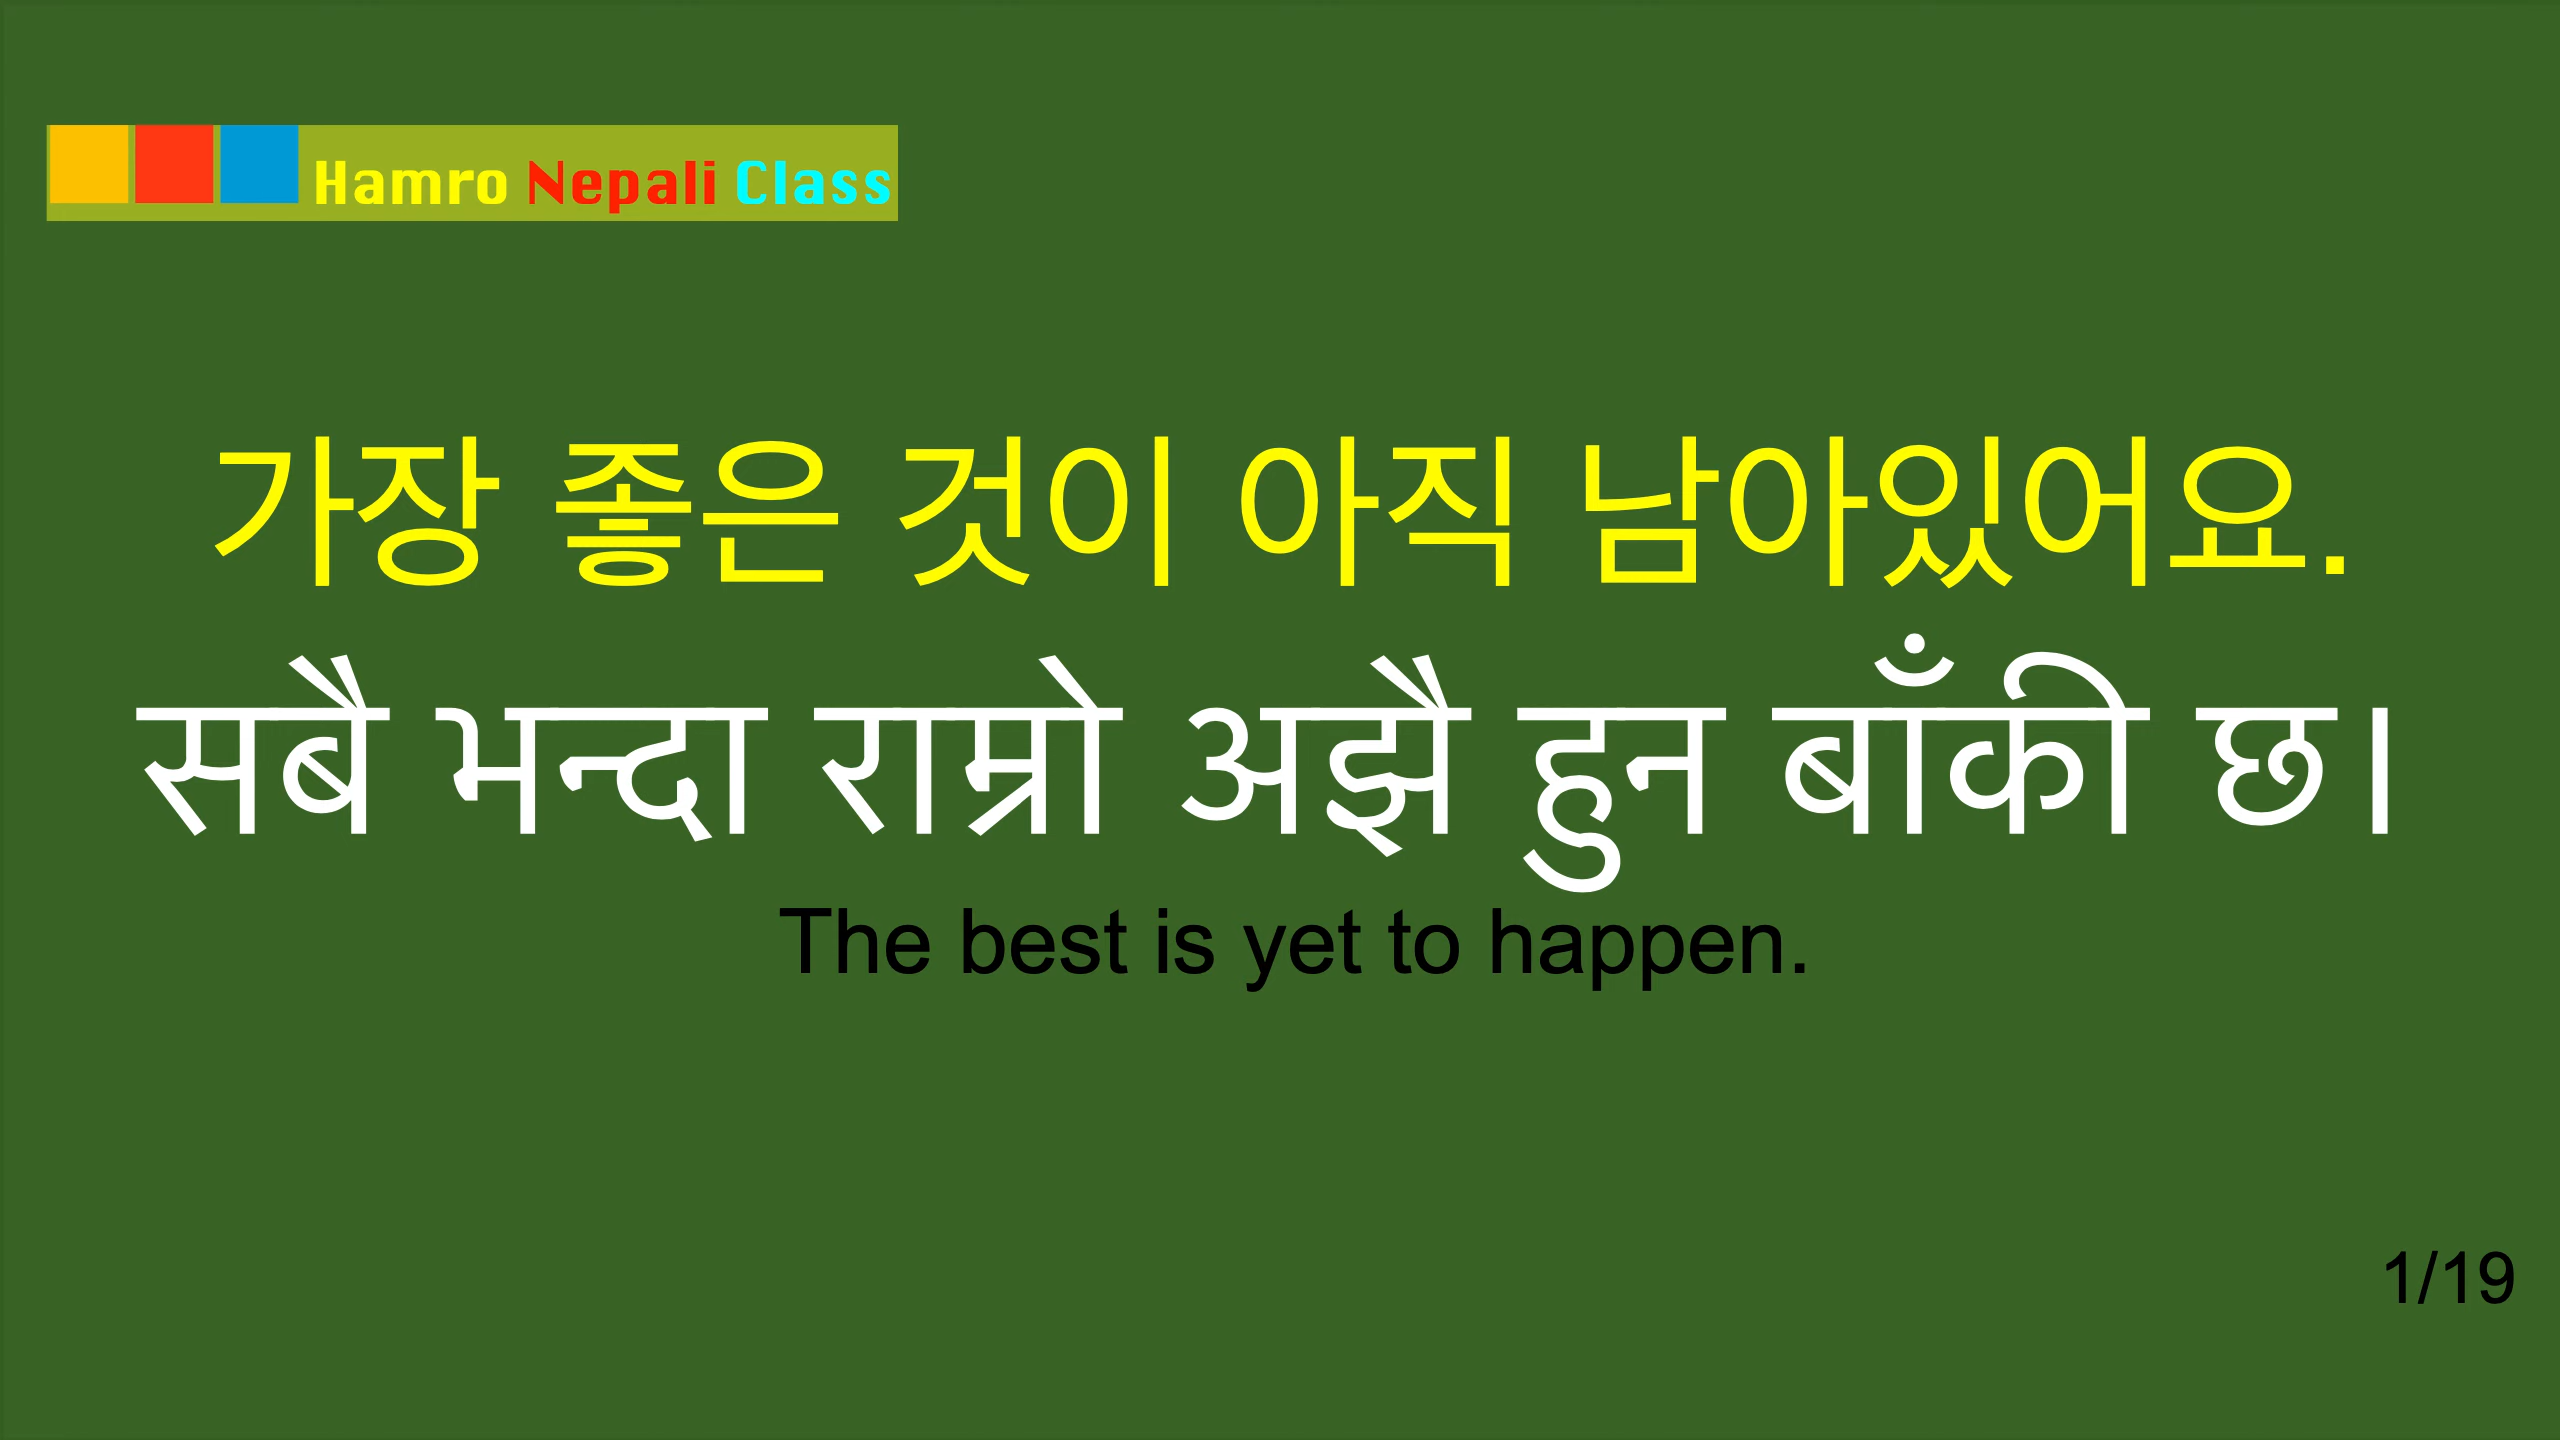 Hamro Nepali Class
가장 좋은 것이 아직 남아있어요.
सबै भन्दा राम्रो अझै हुन बाँकी छ।
The best is yet to happen.
1/19